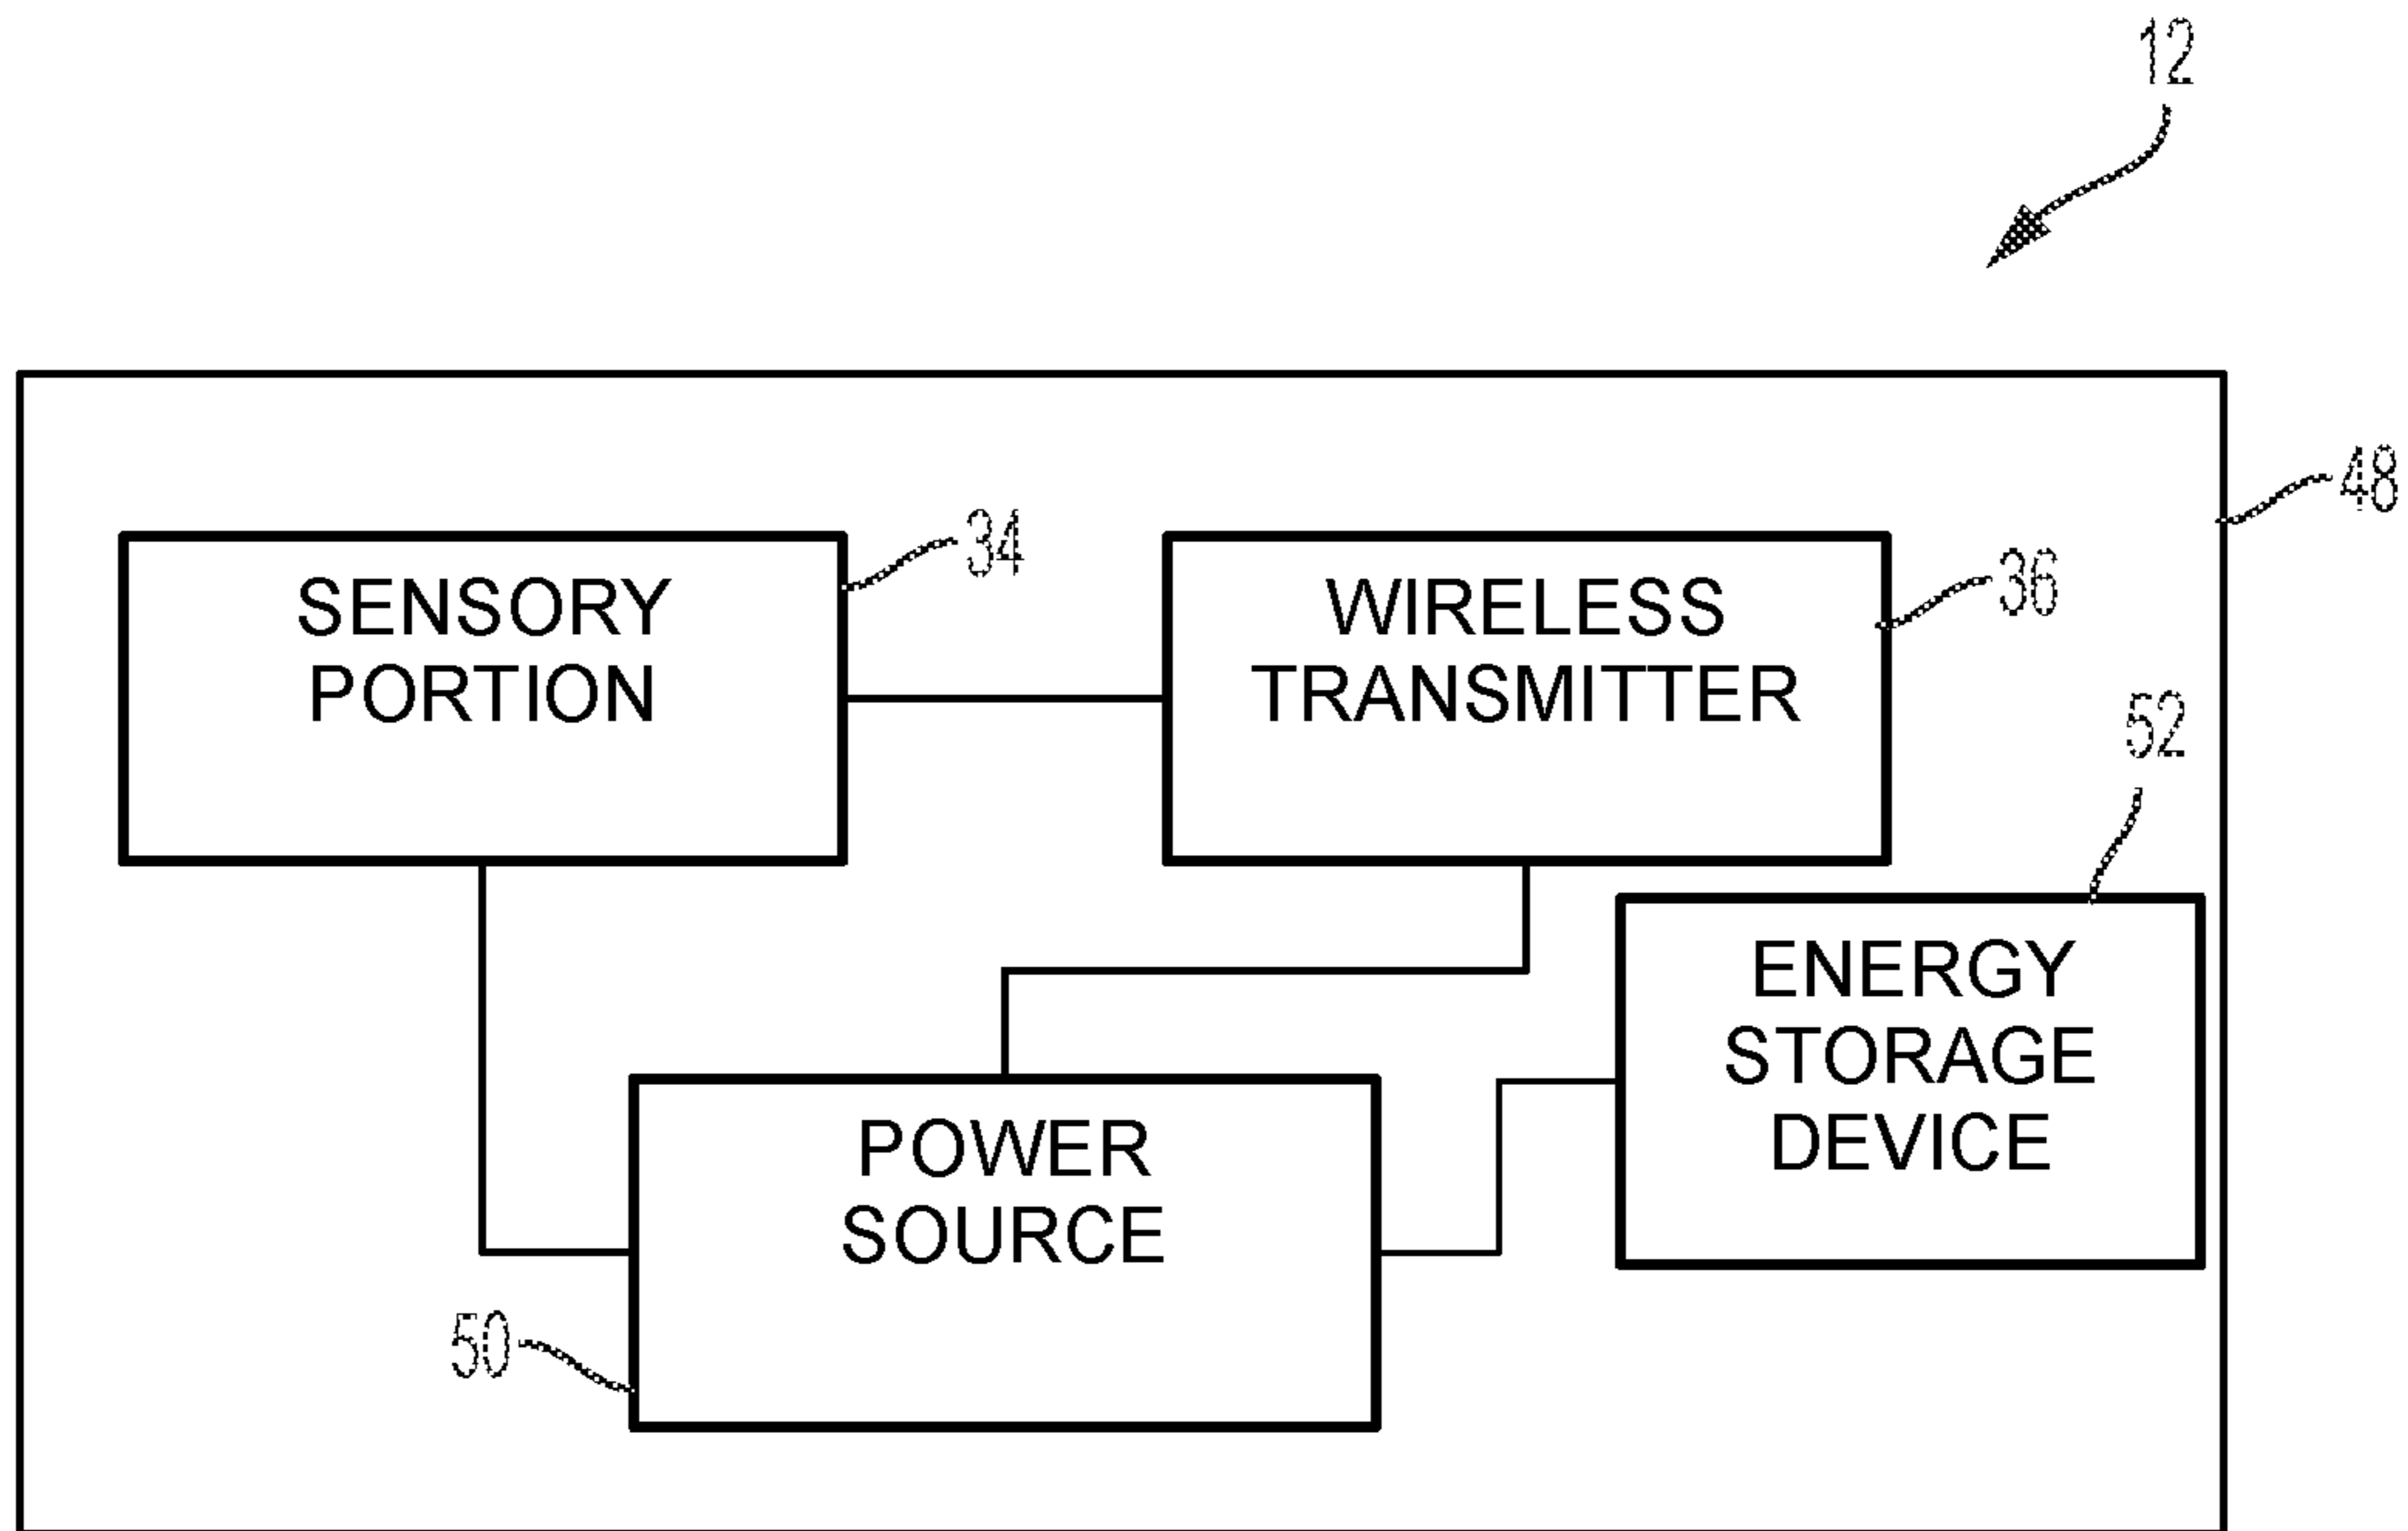 12
48
34
SENSORY
PORTION
36
WIRELESS
TRANSMITTER
52
ENERGY
STORAGE
DEVICE
POWER
SOURCE
50